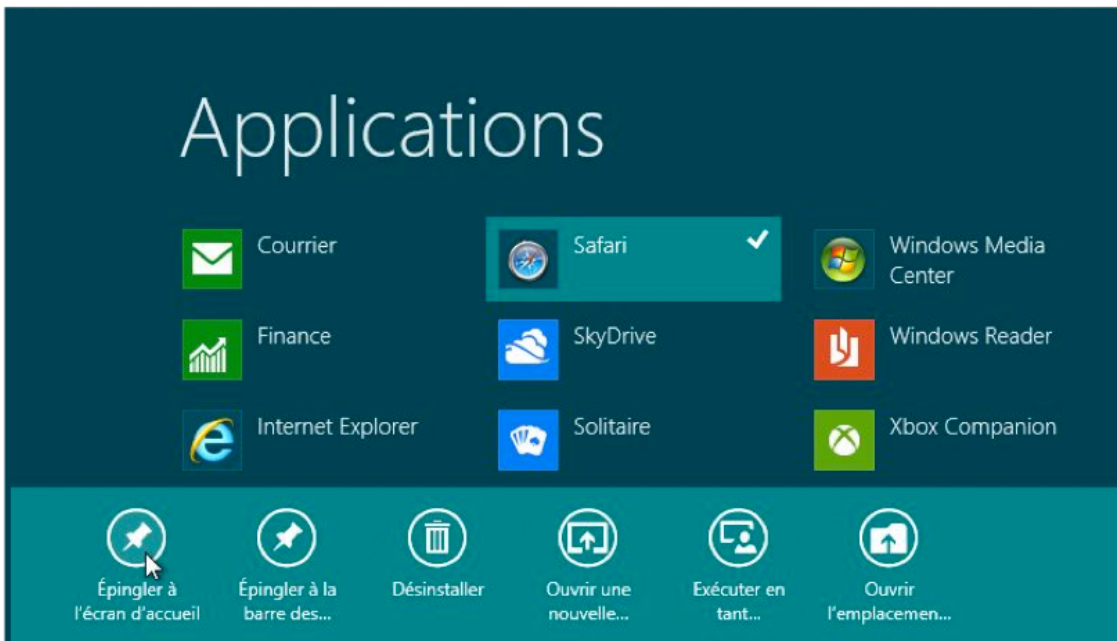 Applications
Courrier
Safari
Windows Media
Center
Finance
SkyDrive
Windows Reader
Internet Explorer
Solitaire
Xbox Companion
Épingler à
l'écran d'accueil
Épingler à la
barre des...
Désinstaller
Ouvrir une
nouvelle...
Exécuter en
tant...
Ouvrir
l'emplacemen...